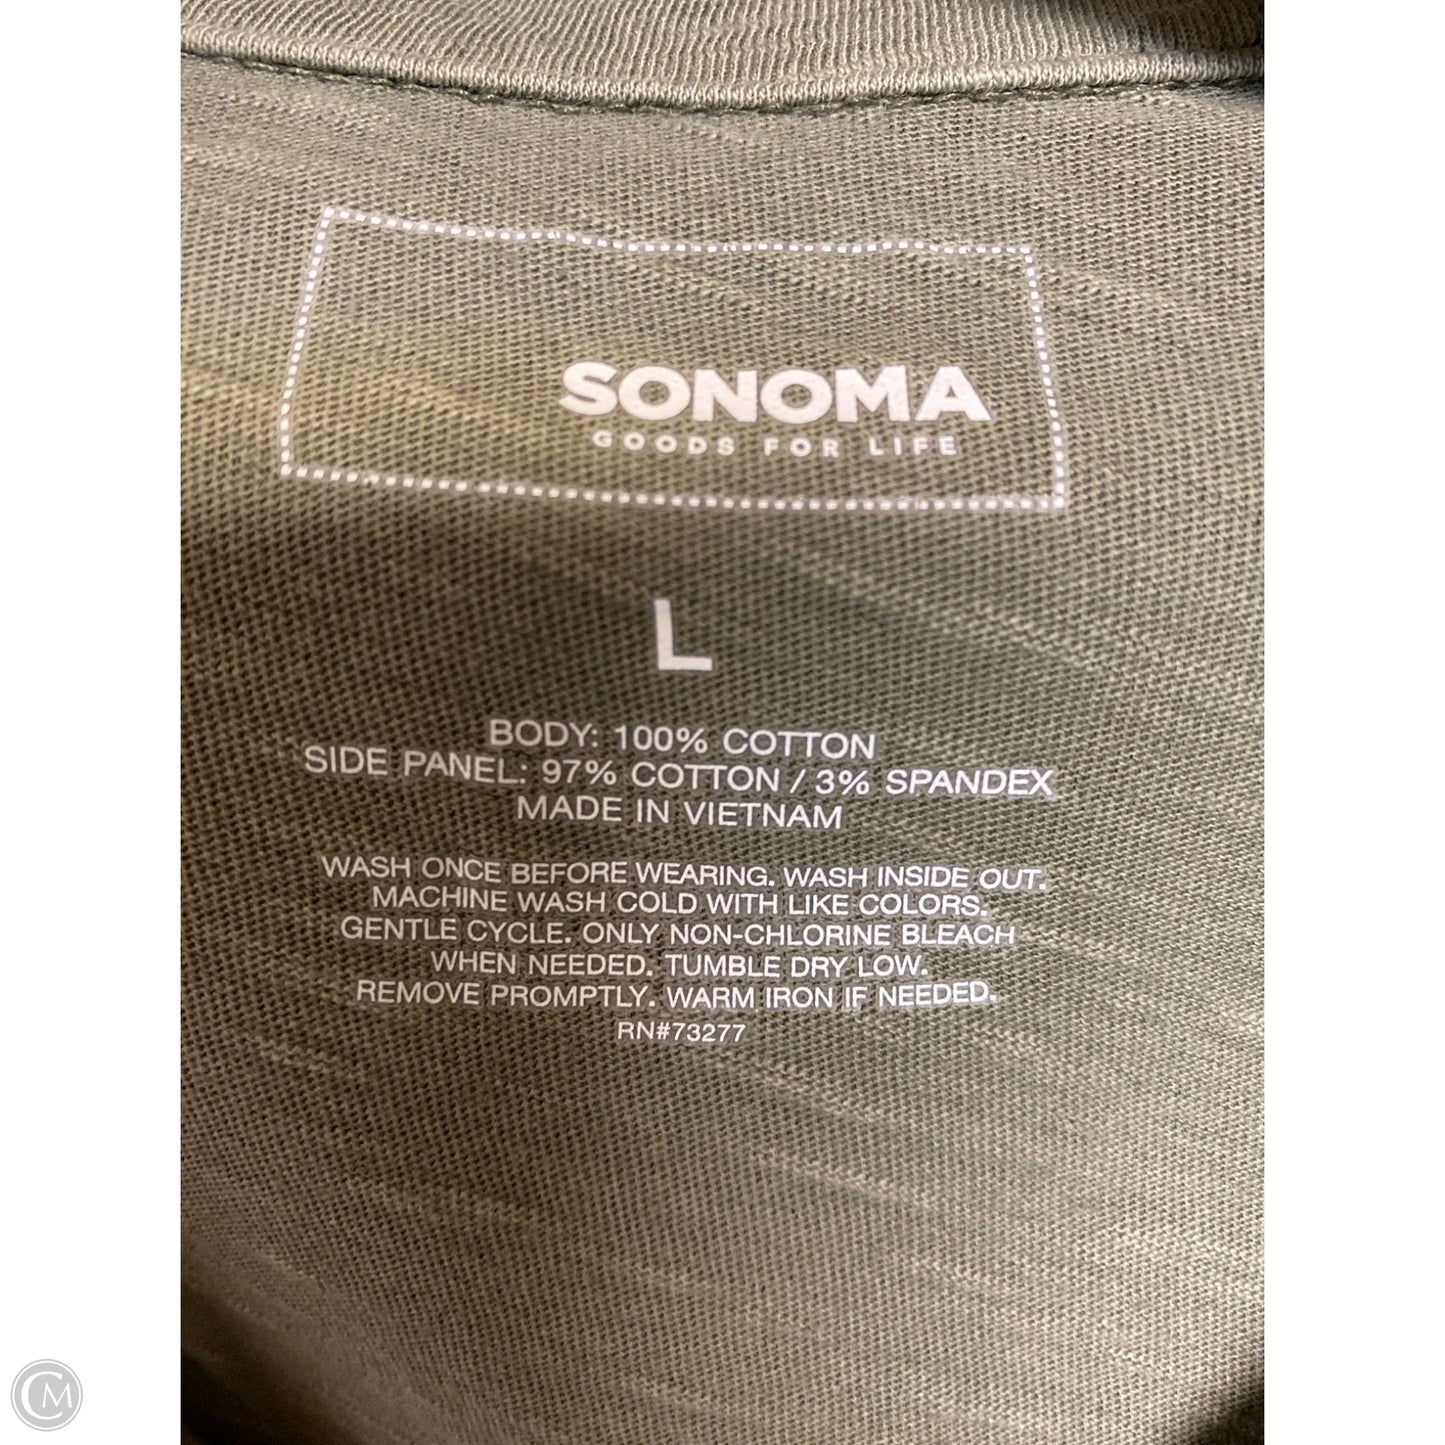 SONOMA
GOODS FOR LIFE
L
BODY: 100% COTTON
SIDE PANEL: 97% COTTON / 3% SPANDEX
MADE IN VIETNAM
WASH ONCE BEFORE WEARING. WASH INSIDE OUT.
MACHINE WASH COLD WITH LIKE COLORS.
GENTLE CYCLE. ONLY NON-CHLORINE BLEACH
WHEN NEEDED. TUMBLE DRY LOW.
REMOVE PROMPTLY. WARM IRON IF NEEDED.
RN#73277
CM